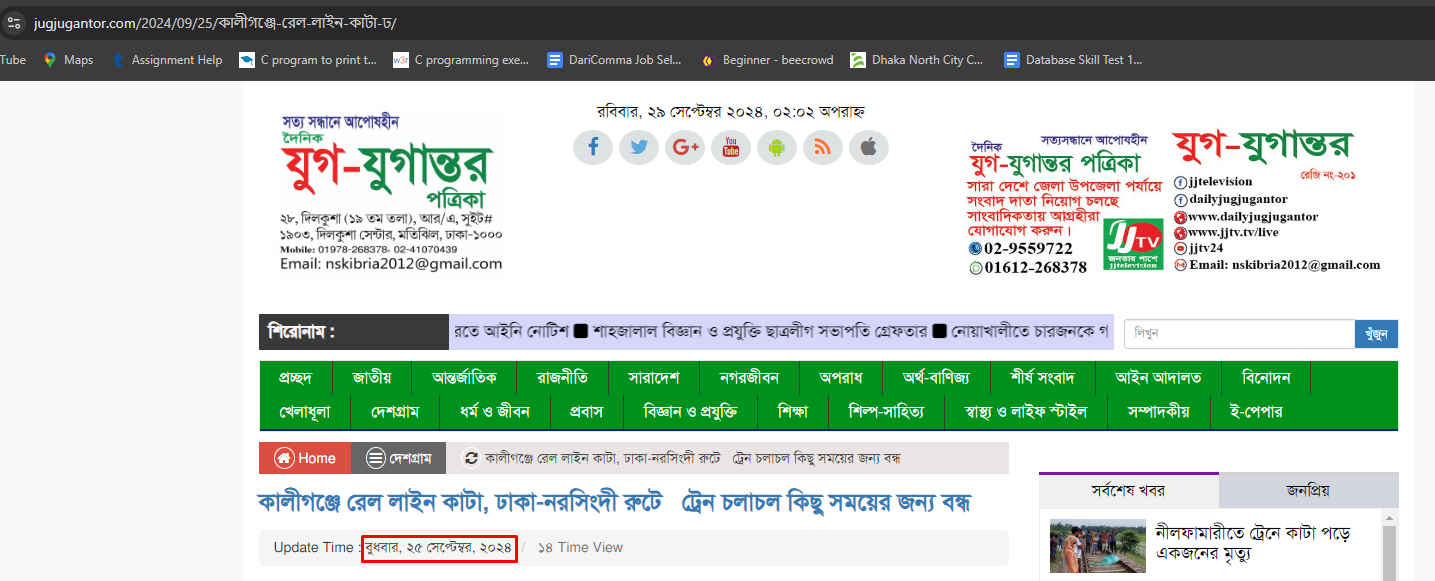 jugjugantor.com/2024/09/25/কালীগঞ্জে-রেল-লাইন-কাটা-ঢ/
Tube Maps Assignment Help C program to print t... w3r C programming exe... DariComma Job Sel... Beginner - beecrowd Dhaka North City C... Database Skill Test 1...
সত্য সন্ধানে আপোষহীন
দৈনিক
যুগ-যুগান্তর
পত্রিকা
২৮, দিলকুশা (১৯ তম তলা), আর/এ, সুইট#
১৯০৩, দিলকুশা সেন্টার, মতিঝিল, ঢাকা-১০০০
Mobile: 01978-268378, 02-41070439
Email: nskibria2012@gmail.com
রবিবার, ২৯ সেপ্টেম্বর ২০২৪, ০২:০২ অপরাহ্ন
You Tube
দৈনিক সত্যসন্ধানে আপোষহীন
যুগ-যুগান্তর পত্রিকা
সারা দেশে জেলা উপজেলা পর্যায়ে
সংবাদ দাতা নিয়োগ চলছে
সাংবাদিকতায় আগ্রহীরা
যোগাযোগ করুন।
02-9559722
01612-268378
JJTV
জনতার পাশে
jjtelevision
যুগ-যুগান্তর
রেজি নং-২০১
jjtelevision
dailyjugjugantor
www.dailyjugjugantor
www.jjtv.tv/live
jjtv24
Email: nskibria2012@gmail.com
শিরোনাম : রতে আইনি নোটিশ শাহজালাল বিজ্ঞান ও প্রযুক্তি ছাত্রলীগ সভাপতি গ্রেফতার নোয়াখালীতে চারজনকে গ লিখুন খুঁজুন
প্রচ্ছদ জাতীয় আন্তর্জাতিক রাজনীতি সারাদেশ নগরজীবন অপরাধ অর্থ-বাণিজ্য শীর্ষ সংবাদ আইন আদালত বিনোদন
খেলাধূলা দেশগ্রাম ধর্ম ও জীবন প্রবাস বিজ্ঞান ও প্রযুক্তি শিক্ষা শিল্প-সাহিত্য স্বাস্থ্য ও লাইফ স্টাইল সম্পাদকীয় ই-পেপার
Home দেশগ্রাম কালীগঞ্জে রেল লাইন কাটা, ঢাকা-নরসিংদী রুটে ট্রেন চলাচল কিছু সময়ের জন্য বন্ধ
কালীগঞ্জে রেল লাইন কাটা, ঢাকা-নরসিংদী রুটে ট্রেন চলাচল কিছু সময়ের জন্য বন্ধ
Update Time : বুধবার, ২৫ সেপ্টেম্বর, ২০২৪ / ১৪ Time View
সর্বশেষ খবর জনপ্রিয়
নীলফামারীতে ট্রেনে কাটা পড়ে
একজনের মৃত্যু